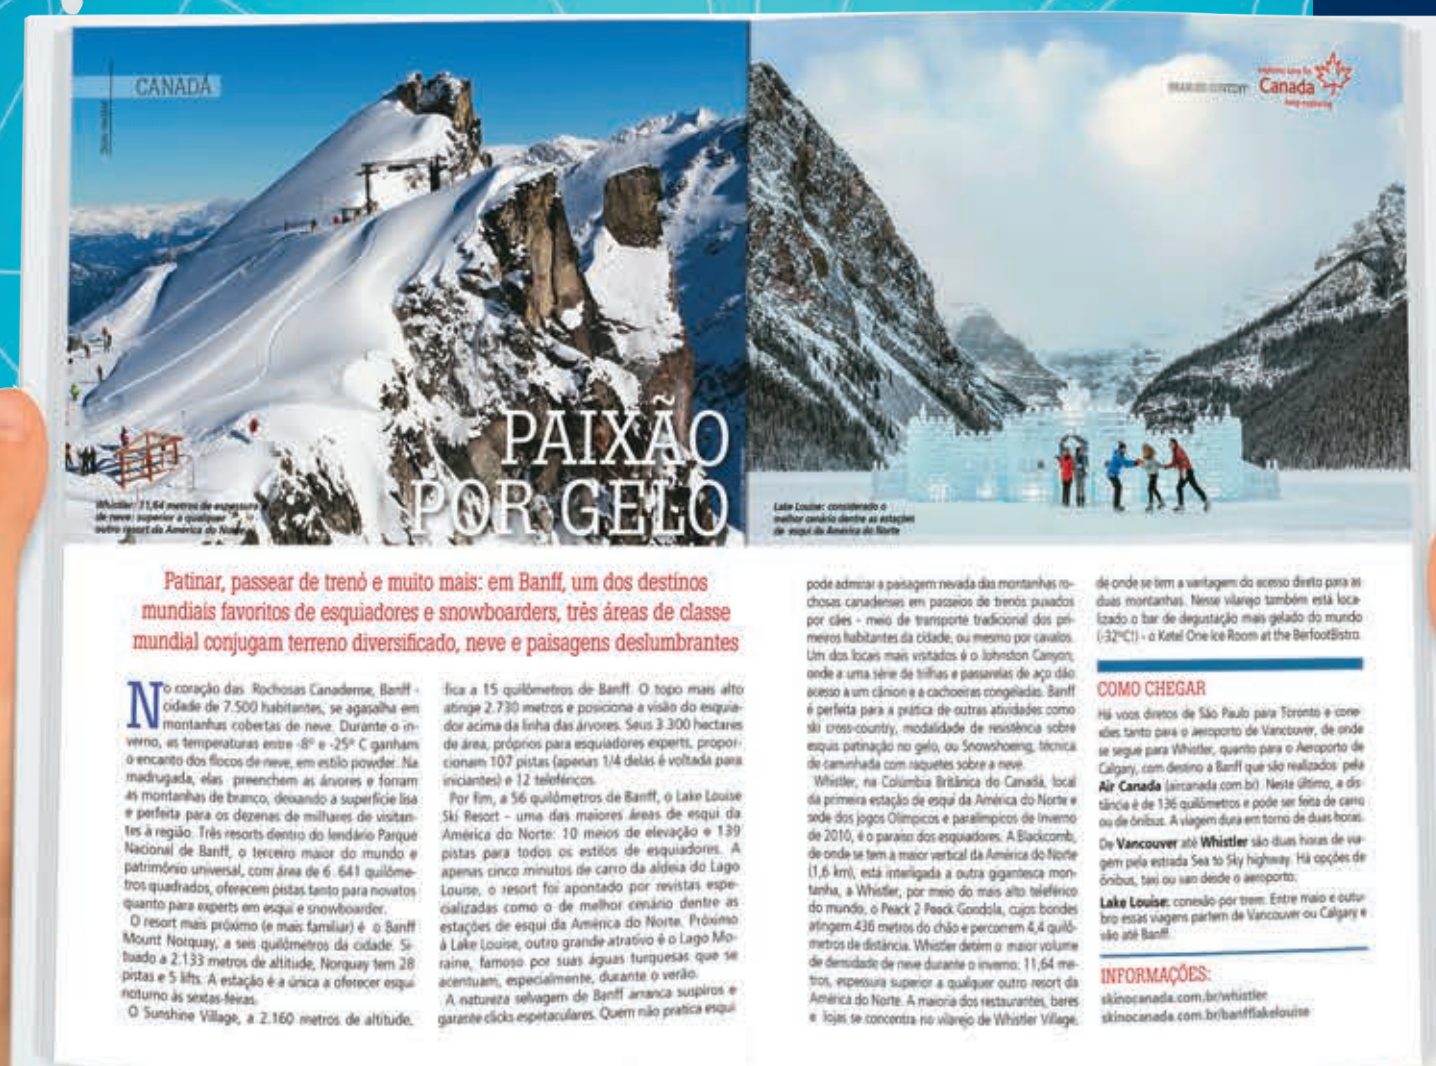 CANADÁ
BRANDED CONTENT
Canada
keep exploring
PAIXÃO
POR GELO
Whistler: 11,64 metros de espessura
de neve: superior a qualquer
outro resort da América do Norte
Lake Louise: considerado o
melhor cenário dentre as estações
de esqui da América do Norte
Patinar, passear de trenó e muito mais: em Banff, um dos destinos
mundiais favoritos de esquiadores e snowboarders, três áreas de classe
mundial conjugam terreno diversificado, neve e paisagens deslumbrantes
No coração das Rochosas Canadense, Banff -
cidade de 7.500 habitantes, se agasalha em
montanhas cobertas de neve. Durante o in-
verno, as temperaturas entre -8º e -25º C ganham
o encanto dos flocos de neve, em estilo powder. Na
madrugada, elas preenchem as árvores e forram
as montanhas de branco, deixando a superfície lisa
e perfeita para os dezenas de milhares de visitan-
tes à região. Três resorts dentro do lendário Parque
Nacional de Banff, o terceiro maior do mundo e
patrimônio universal, com área de 6.641 quilôme-
tros quadrados, oferecem pistas tanto para novatos
quanto para experts em esqui e snowboarder.
O resort mais próximo (e mais familiar) é o Banff
Mount Norquay, a seis quilômetros da cidade. Si-
tuado a 2.133 metros de altitude, Norquay tem 28
pistas e 5 lifts. A estação é a única a oferecer esqui
noturno às sextas-feiras.
O Sunshine Village, a 2.160 metros de altitude,
fica a 15 quilômetros de Banff. O topo mais alto
atinge 2.730 metros e posiciona a visão do esquia-
dor acima da linha das árvores. Seus 3.300 hectares
de área, próprios para esquiadores experts, propor-
cionam 107 pistas (apenas 1/4 delas é voltada para
iniciantes) e 12 teleféricos.
Por fim, a 56 quilômetros de Banff, o Lake Louise
Ski Resort – uma das maiores áreas de esqui da
América do Norte: 10 meios de elevação e 139
pistas para todos os estilos de esquiadores. A
apenas cinco minutos de carro da aldeia do Lago
Louise, o resort foi apontado por revistas espe-
cializadas como o de melhor cenário dentre as
estações de esqui da América do Norte. Próximo
à Lake Louise, outro grande atrativo é o Lago Mo-
raine, famoso por suas águas turquesas que se
acentuam, especialmente, durante o verão.
A natureza selvagem de Banff arranca suspiros e
garante clicks espetaculares. Quem não pratica esqui
pode admirar a paisagem nevada das montanhas ro-
chosas canadenses em passeios de trenós puxados
por cães - meio de transporte tradicional dos pri-
meiros habitantes da cidade, ou mesmo por cavalos.
Um dos locais mais visitados é o Johnston Canyon,
onde a uma série de trilhas e passarelas de aço dão
acesso a um cânion e a cachoeiras congeladas. Banff
é perfeita para a prática de outras atividades como
ski cross-country, modalidade de resistência sobre
esquis patinação no gelo, ou Snowshoeing, técnica
de caminhada com raquetes sobre a neve.
Whistler, na Colúmbia Britânica do Canadá, local
da primeira estação de esqui da América do Norte e
sede dos jogos Olímpicos e paralímpicos de Inverno
de 2010, é o paraíso dos esquiadores. A Blackcomb,
de onde se tem a maior vertical da América do Norte
(1,6 km), está interligada a outra gigantesca mon-
tanha, a Whistler, por meio do mais alto teleférico
do mundo, o Peack 2 Peack Gondola, cujos bondes
atingem 436 metros do chão e percorrem 4,4 quilô-
metros de distância. Whistler detém o maior volume
de densidade de neve durante o inverno: 11,64 me-
tros, espessura superior a qualquer outro resort da
América do Norte. A maioria dos restaurantes, bares
e lojas se concentra no vilarejo de Whistler Village,
de onde se tem a vantagem do acesso direto para as
duas montanhas. Nesse vilarejo também está loca-
lizado o bar de degustação mais gelado do mundo
(-32ºC!) - o Ketel One Ice Room at the BerfootBistro.
COMO CHEGAR
Há voos diretos de São Paulo para Toronto e cone-
xões tanto para o aeroporto de Vancouver, de onde
se segue para Whistler, quanto para o Aeroporto de
Calgary, com destino a Banff que são realizados pela
Air Canada (aircanada.com.br). Neste último, a dis-
tância é de 136 quilômetros e pode ser feita de carro
ou de ônibus. A viagem dura em torno de duas horas.
De Vancouver até Whistler são duas horas de via-
gem pela estrada Sea to Sky highway. Há opções de
ônibus, taxi ou van desde o aeroporto.
Lake Louise: conexão por trem. Entre maio e outu-
bro essas viagens partem de Vancouver ou Calgary e
vão até Banff.
INFORMAÇÕES:
skinocanada.com.br/whistler
skinocanada.com.br/banfflakelouise